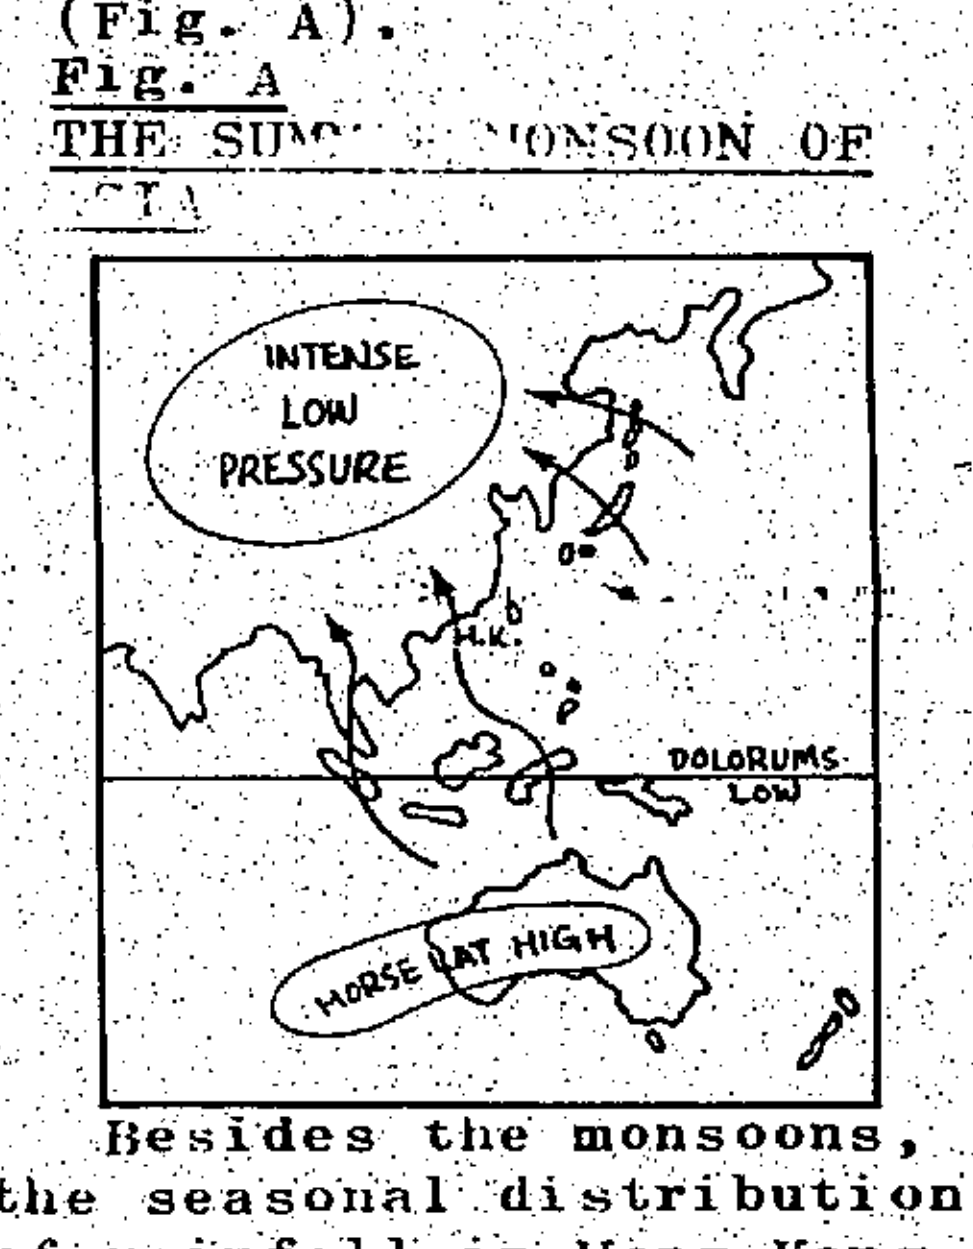 (Fig. A).
Fig. A
THE MONSOON OF
INTENSE
LOW
PRESSURE
H.K.
DOLORUMS
LOW
HORSE LAT HIGH
Besides the monsoons,
the seasonal distribution